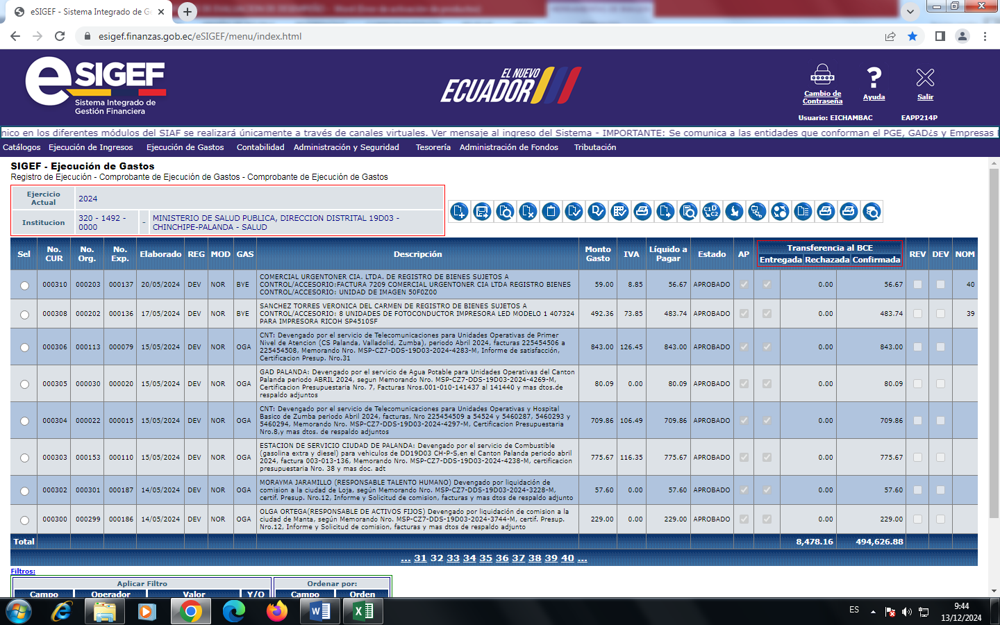 eSIGEF - Sistema Integrado de Ge
esigef.finanzas.gob.ec/eSIGEF/menu/index.html
eSIGEF
Sistema Integrado de
Gestión Financiera
EL NUEVO
ECUADOR
Cambio de
Contraseña
Ayuda
Salir
Usuario: EICHAMBAC
EAPP214P
nico en los diferentes módulos del SIAF se realizará únicamente a través de canales virtuales. Ver mensaje al ingreso del Sistema - IMPORTANTE: Se comunica a las entidades que conforman el PGE, GAD¿s y Empresas
Catálogos Ejecución de Ingresos Ejecución de Gastos Contabilidad Administración y Seguridad Tesorería Administración de Fondos Tributación
SIGEF - Ejecución de Gastos
Registro de Ejecución - Comprobante de Ejecución de Gastos - Comprobante de Ejecución de Gastos
Ejercicio Actual 2024
Institucion 320 - 1492 - 0000 - MINISTERIO DE SALUD PUBLICA, DIRECCION DISTRITAL 19D03 - CHINCHIPE-PALANDA - SALUD
C1D C2
Sel No. CUR No. Org. No. Exp. Elaborado REG MOD GAS Descripción Monto Gasto IVA Líquido a Pagar Estado AP Transferencia al BCE Entregada Rechazada Confirmada REV DEV NOM
000310 000203 000137 20/05/2024 DEV NOR BYE COMERCIAL URGENTONER CIA. LTDA. DE REGISTRO DE BIENES SUJETOS A
CONTROL/ACCESORIO:FACTURA 7209 COMERCIAL URGENTONER CIA LTDA REGISTRO BIENES
CONTROL/ACCESORIO: UNIDAD DE IMAGEN 50F0Z00 59.00 8.85 56.67 APROBADO 0.00 56.67 40
000308 000202 000136 17/05/2024 DEV NOR BYE SANCHEZ TORRES VERONICA DEL CARMEN DE REGISTRO DE BIENES SUJETOS A
CONTROL/ACCESORIO: 8 UNIDADES DE FOTOCONDUCTOR IMPRESORA LED MODELO 1 407324
PARA IMPRESORA RICOH SP4510SF 492.36 73.85 483.74 APROBADO 0.00 483.74 39
000306 000113 000079 15/05/2024 DEV NOR OGA CNT: Devengado por el servicio de Telecomunicaciones para Unidades Operativas de Primer
Nivel de Atencion (CS Palanda, Valladolid, Zumba), periodo Abril 2024, facturas 225454506 a
225454508, Memorando Nro. MSP-CZ7-DDS-19D03-2024-4283-M, Informe de satisfacción,
Certificacion Presup. Nro.31 843.00 126.45 843.00 APROBADO 0.00 843.00
000305 000030 000020 15/05/2024 DEV NOR OGA GAD PALANDA: Devengado por el servicio de Agua Potable para Unidades Operativas del Canton
Palanda periodo ABRIL 2024, segun Memorando Nro. MSP-CZ7-DDS-19D03-2024-4269-M,
Certificacion Presupuestaria Nro. 7, Facturas Nros.001-010-141437 al 141440 y mas dtos.de
respaldo adjuntos 80.09 0.00 80.09 APROBADO 0.00 80.09
000304 000022 000015 15/05/2024 DEV NOR OGA CNT: Devengado por el servicio de Telecomunicaciones para Unidades Operativas y Hospital
Basico de Zumba periodo Abril 2024, facturas, Nro 225454509 a 54524 y 5460287, 5460293 y
5460294, Memorando Nro. MSP-CZ7-DDS-19D03-2024-4297-M, Certificacion Presupuestaria
Nro.8,y mas dtos. de respaldo adjuntos 709.86 106.49 709.86 APROBADO 0.00 709.86
000303 000153 000110 15/05/2024 DEV NOR OGA ESTACION DE SERVICIO CIUDAD DE PALANDA: Devengado por el servicio de Combustible
(gasolina extra y diesel) para vehiculos de DD19D03 CH-P-S,en el Canton Palanda periodo abril
2024, factura 003-013-136, Memorando Nro. MSP-CZ7-DDS-19D03-2024-4238-M, certificacion
presupuestaria Nro. 38 y mas doc. adt 775.67 116.35 775.67 APROBADO 0.00 775.67
000302 000301 000187 14/05/2024 DEV NOR OGA MORAYMA JARAMILLO (RESPONSABLE TALENTO HUMANO) Devengado por liquidación de
comision a la ciudad de Loja, según Memorando Nro. MSP-CZ7-DDS-19D03-2024-3228-M,
certif. Presup. Nro.12, Informe y Solicitud de comision, facturas y mas dtos de respaldo adjunto 57.60 0.00 57.60 APROBADO 0.00 57.60
000300 000299 000186 14/05/2024 DEV NOR OGA OLGA ORTEGA(RESPONSABLE DE ACTIVOS FIJOS) Devengado por liquidación de comision a la
ciudad de Manta, según Memorando Nro. MSP-CZ7-DDS-19D03-2024-3744-M, certif. Presup.
Nro.12, Informe y Solicitud de comision, facturas y mas dtos de respaldo adjunto 229.00 0.00 229.00 APROBADO 0.00 229.00
Total 8,478.16 494,626.88
... 31 32 33 34 35 36 37 38 39 40 ...
Filtros:
Aplicar Filtro Ordenar por:
Campo Operador Valor Y/O Campo Orden
ES 9:44
13/12/2024